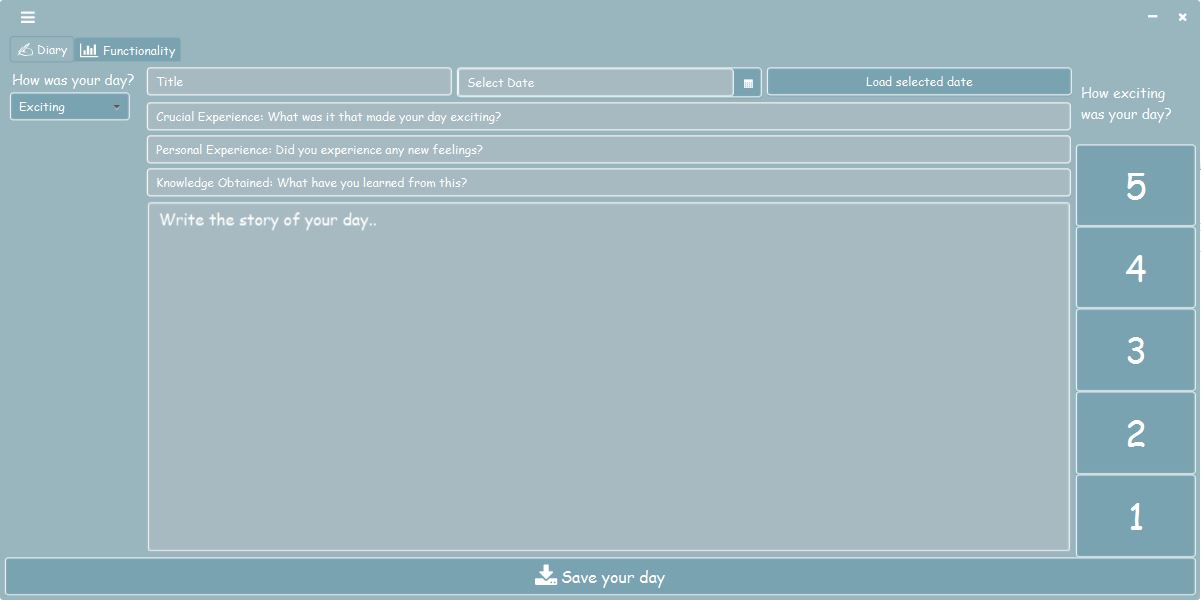 Diary
Functionality
How was your day?
Exciting
Title
Select Date
Load selected date
Crucial Experience: What was it that made your day exciting?
Personal Experience: Did you experience any new feelings?
Knowledge Obtained: What have you learned from this?
Write the story of your day..
How exciting
was your day?
5
4
3
2
1
Save your day